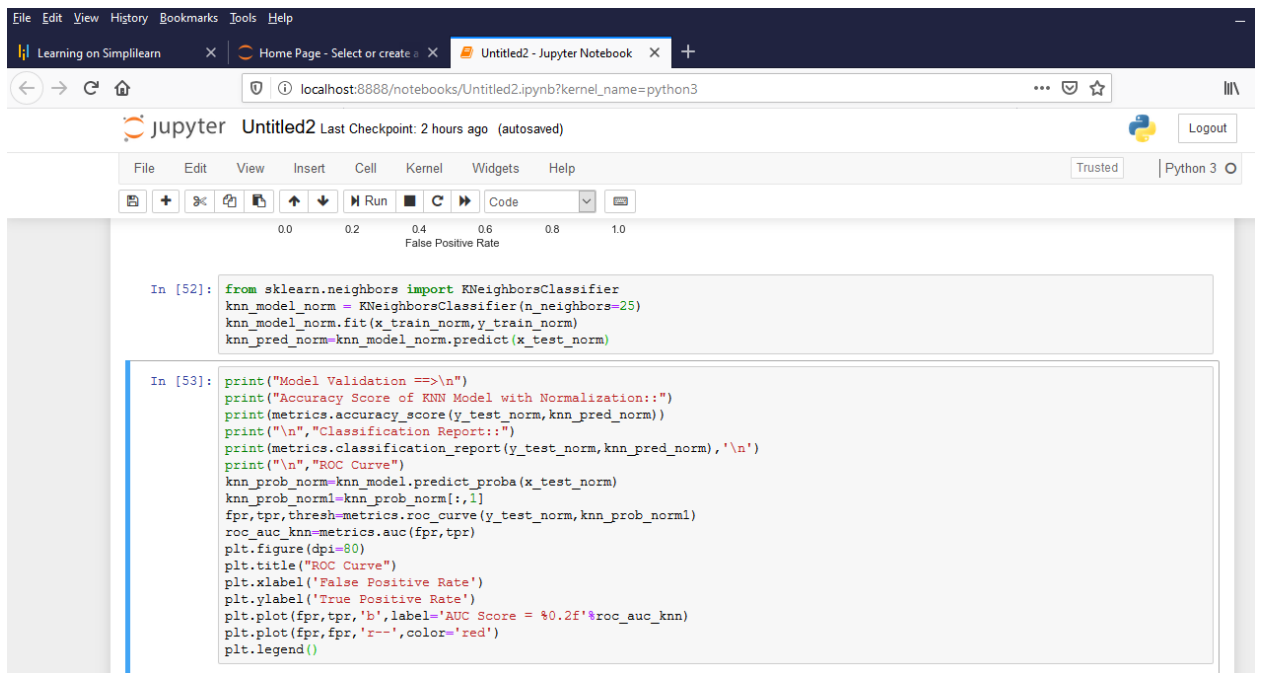 File Edit View History Bookmarks Tools Help
Learning on Simplilearn Home Page - Select or create a Untitled2 - Jupyter Notebook
localhost:8888/notebooks/Untitled2.ipynb?kernel_name=python3
jupyter Untitled2 Last Checkpoint: 2 hours ago (autosaved) Logout
File Edit View Insert Cell Kernel Widgets Help Trusted Python 3
Run Code
0.0 0.2 0.4 0.6 0.8 1.0
False Positive Rate
In [52]: from sklearn.neighbors import KNeighborsClassifier
knn_model_norm = KNeighborsClassifier(n_neighbors=25)
knn_model_norm.fit(x_train_norm,y_train_norm)
knn_pred_norm=knn_model_norm.predict(x_test_norm)
In [53]: print("Model Validation ==>\n")
print("Accuracy Score of KNN Model with Normalization::")
print(metrics.accuracy_score(y_test_norm,knn_pred_norm))
print("\n","Classification Report::")
print(metrics.classification_report(y_test_norm,knn_pred_norm),'\n')
print("\n","ROC Curve")
knn_prob_norm=knn_model.predict_proba(x_test_norm)
knn_prob_norm1=knn_prob_norm[:,1]
fpr,tpr,thresh=metrics.roc_curve(y_test_norm,knn_prob_norm1)
roc_auc_knn=metrics.auc(fpr,tpr)
plt.figure(dpi=80)
plt.title("ROC Curve")
plt.xlabel('False Positive Rate')
plt.ylabel('True Positive Rate')
plt.plot(fpr,tpr,'b',label='AUC Score = %0.2f'%roc_auc_knn)
plt.plot(fpr,fpr,'r--',color='red')
plt.legend()